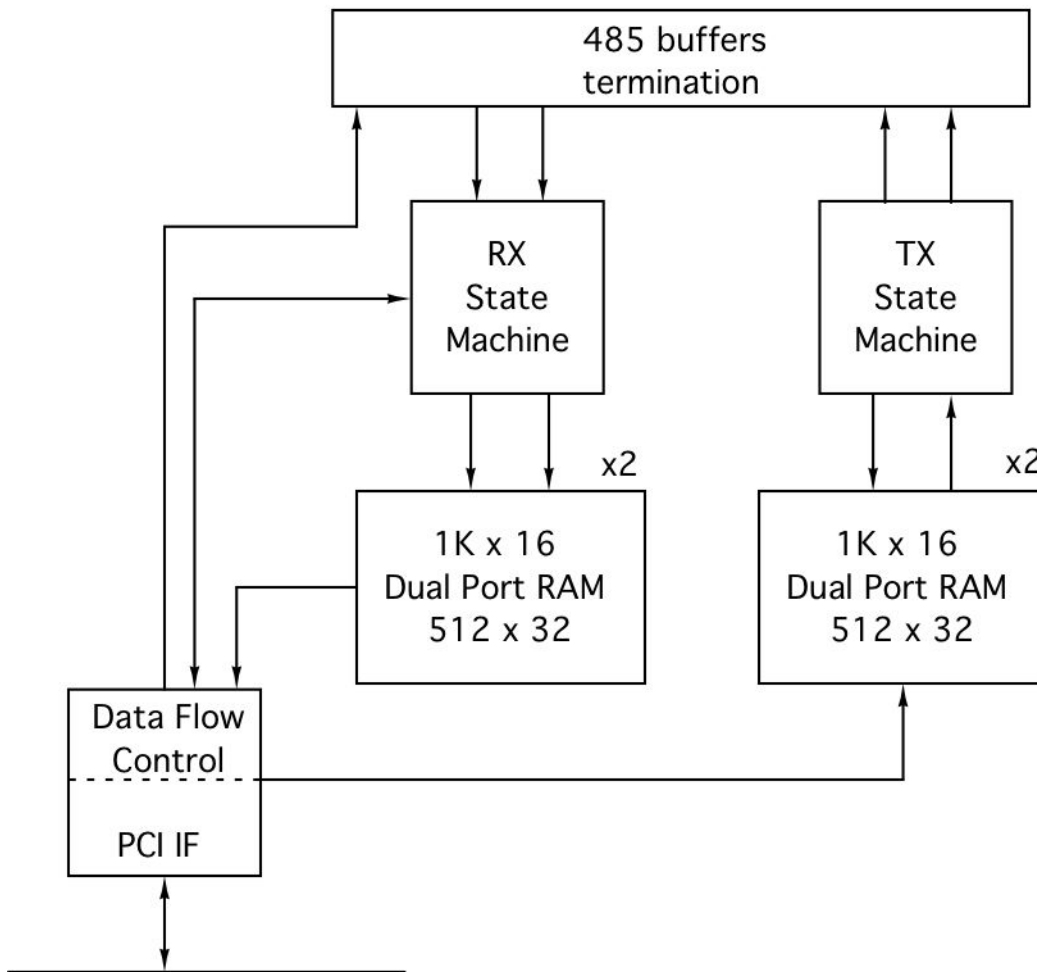 485 buffers
termination
RX
State
Machine
TX
State
Machine
x2
x2
1K x 16
Dual Port RAM
512 x 32
1K x 16
Dual Port RAM
512 x 32
Data Flow
Control
PCI IF